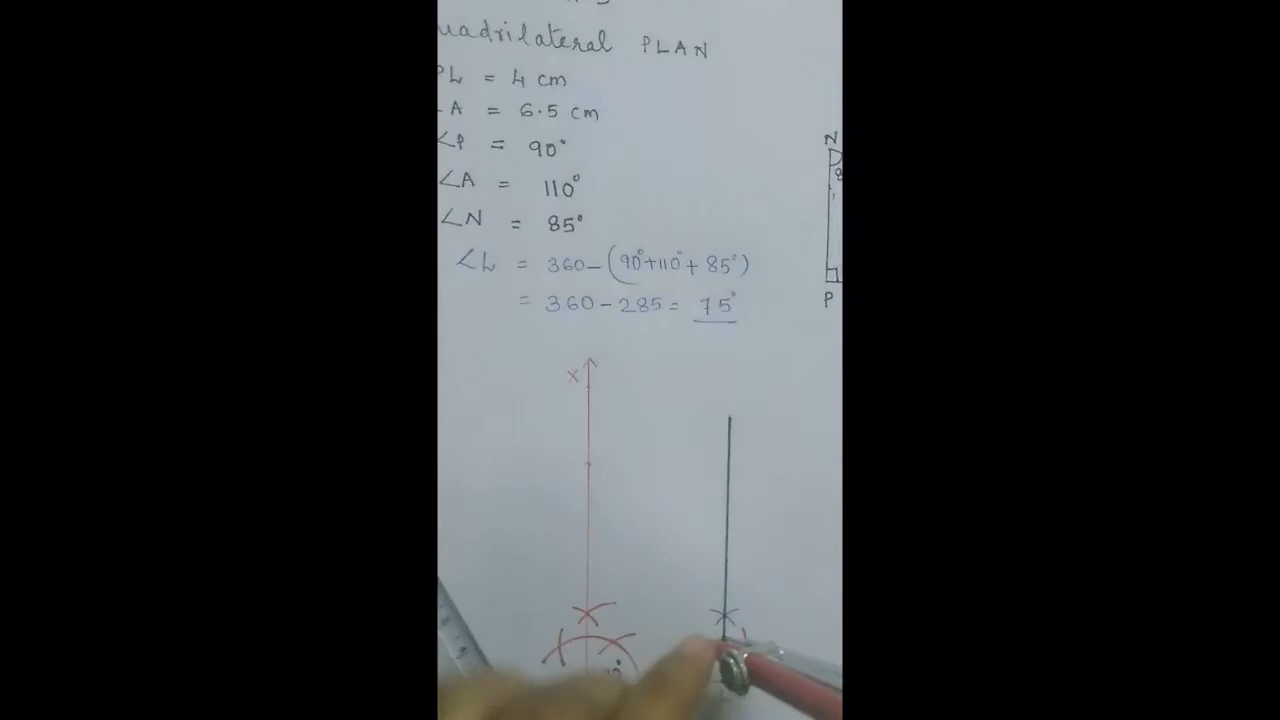 uadrilateral PLAN
PL = 4 cm
A = 6.5 cm
∠P = 90°
∠A = 110°
∠N = 85°
∠L = 360-(90°+110°+85°)
= 360-285= 75°
N
P
X